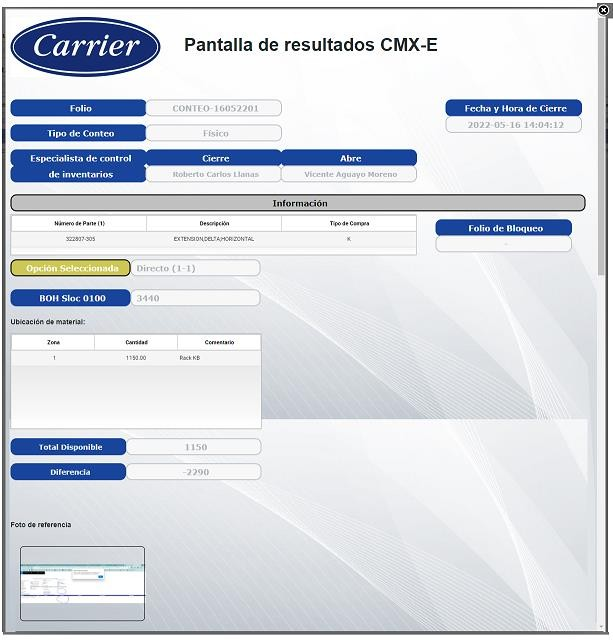 Carrier
Pantalla de resultados CMX-E
Folio CONTEO-16052201 Fecha y Hora de Cierre
2022-05-16 14:04:12
Tipo de Conteo Físico
Especialista de control Cierre Abre
de inventarios Roberto Carlos Llanas Vicente Aguayo Moreno
Información
Número de Parte (1) Descripción Tipo de Compra
322807-305 EXTENSION,DELTA,HORIZONTAL K
Folio de Bloqueo
-
Opción Seleccionada Directo (1-1)
BOH Sloc 0100 3440
Ubicación de material:
Zona Cantidad Comentario
1 1150.00 Rack KB
Total Disponible 1150
Diferencia -2290
Foto de referencia